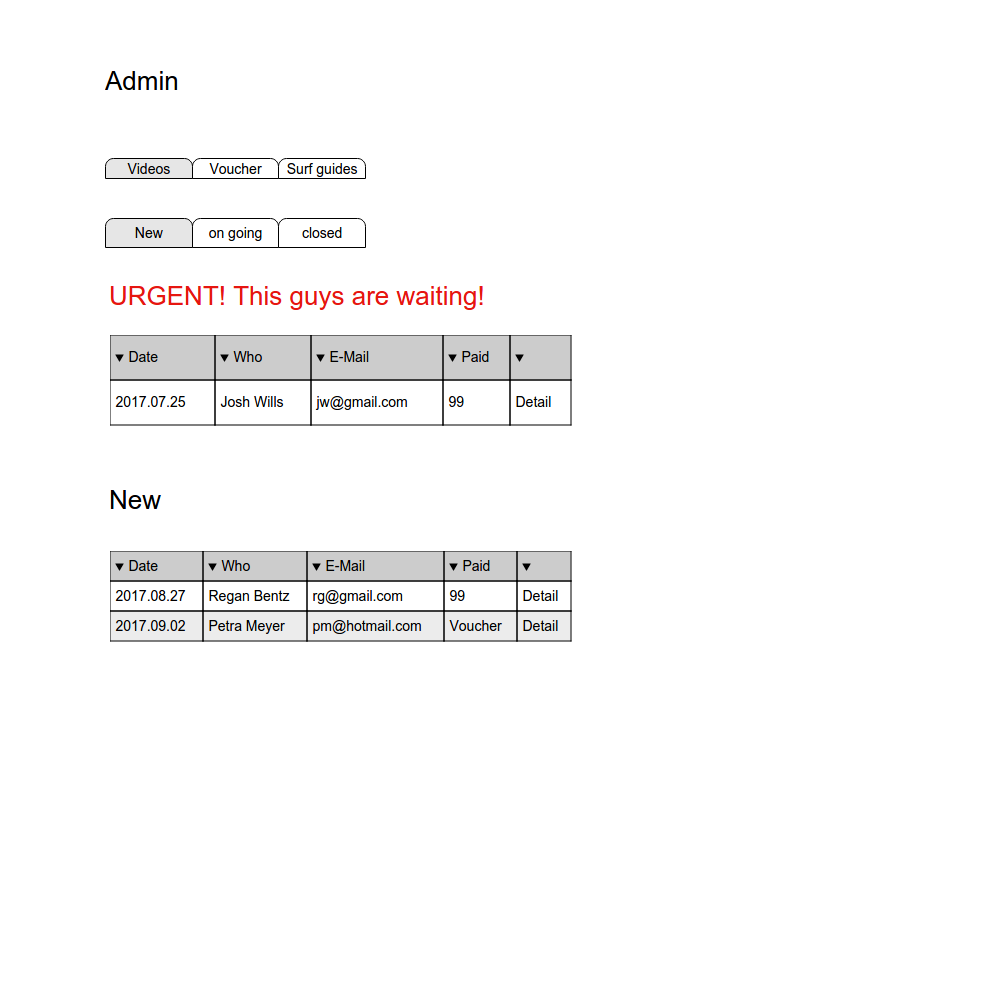 Admin
Videos Voucher Surf guides
New on going closed
URGENT! This guys are waiting!
Date Who E-Mail Paid
2017.07.25 Josh Wills jw@gmail.com 99 Detail
New
Date Who E-Mail Paid
2017.08.27 Regan Bentz rg@gmail.com 99 Detail
2017.09.02 Petra Meyer pm@hotmail.com Voucher Detail